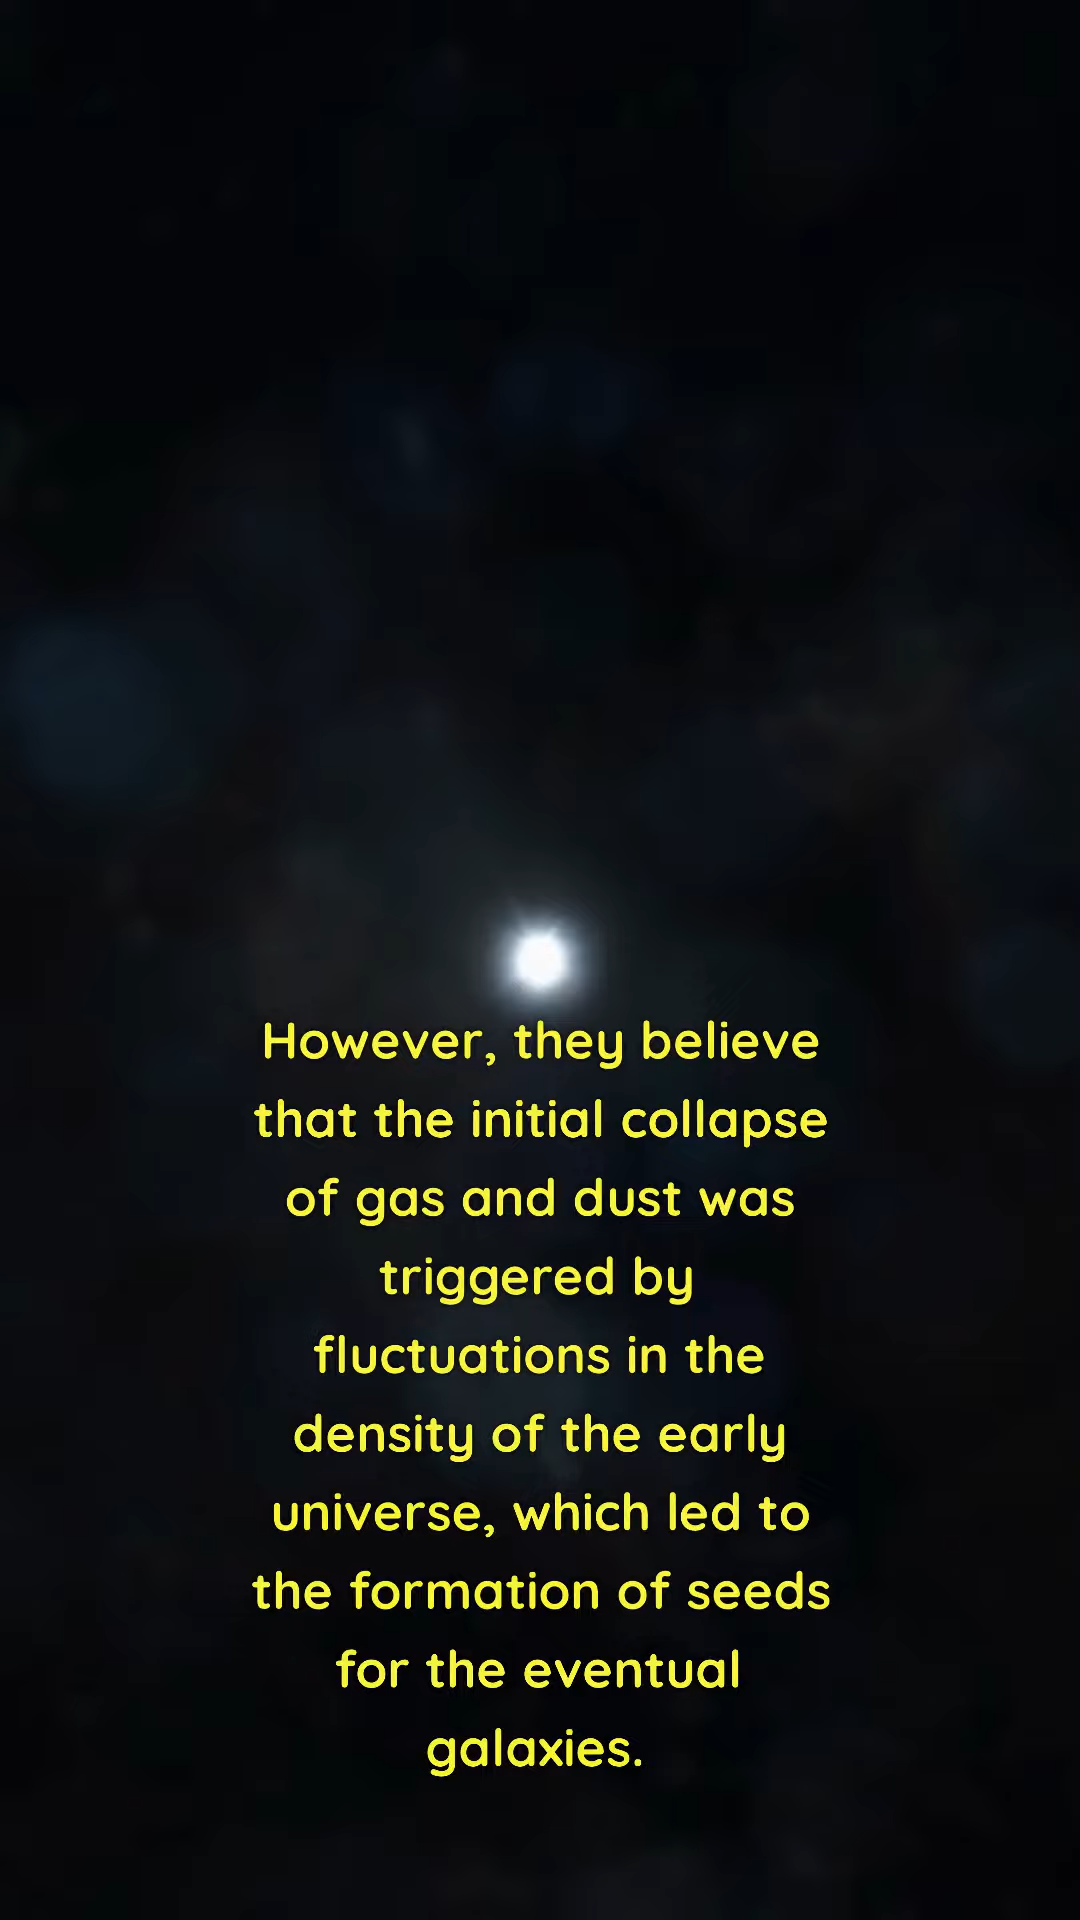 However, they believe
that the initial collapse
of gas and dust was
triggered by
fluctuations in the
density of the early
universe, which led to
the formation of seeds
for the eventual
galaxies.